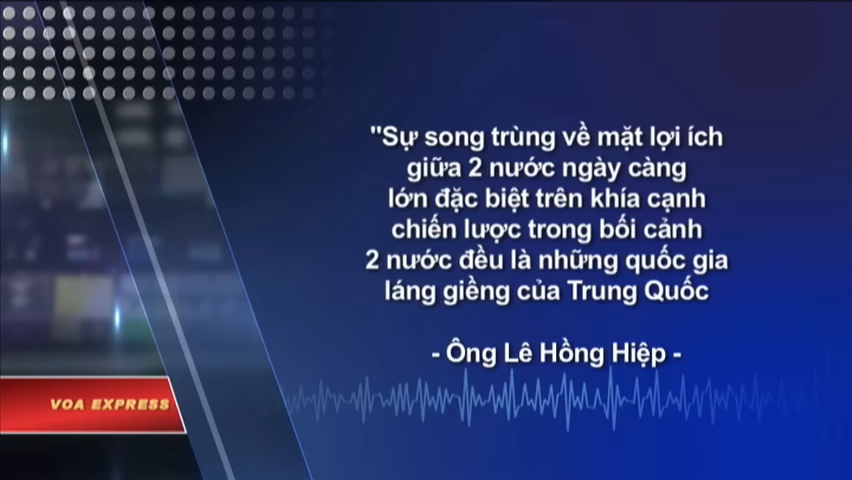 "Sự song trùng về mặt lợi ích
giữa 2 nước ngày càng
lớn đặc biệt trên khía cạnh
chiến lược trong bối cảnh
2 nước đều là những quốc gia
láng giềng của Trung Quốc
- Ông Lê Hồng Hiệp -
VOA EXPRESS